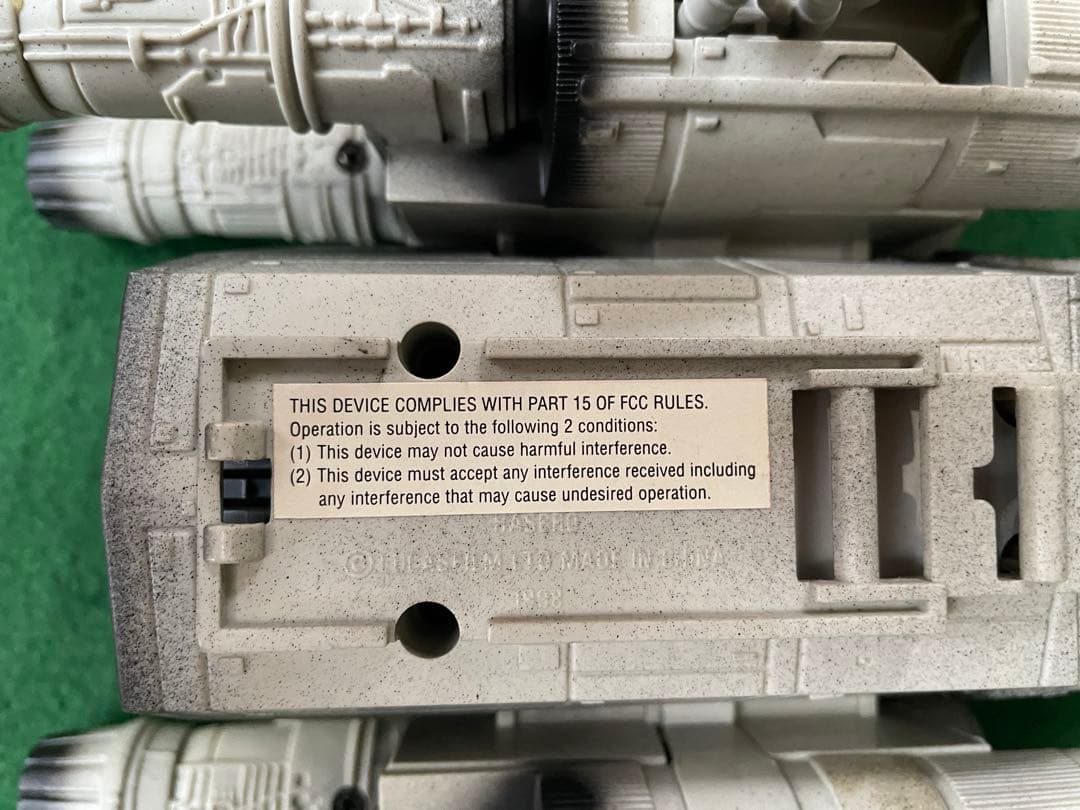 THIS DEVICE COMPLIES WITH PART 15 OF FCC RULES.
Operation is subject to the following 2 conditions:
(1) This device may not cause harmful interference.
(2) This device must accept any interference received including
any interference that may cause undesired operation.
HASBRO
© LUCASFILM LTD MADE IN CHINA
1998